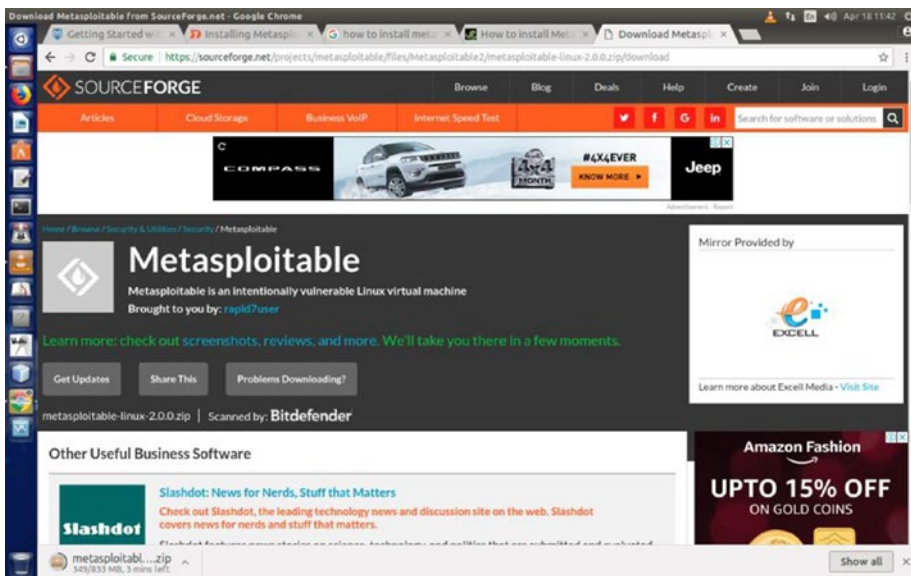 Download Metasploitable from SourceForge.net - Google Chrome
En Apr 18 11:42
Getting Started wit × Installing Metasploi × how to install meta × How to install Meta × Download Metaspl ×
Secure | https://sourceforge.net/projects/metasploitable/files/Metasploitable2/metasploitable-linux-2.0.0.zip/download
SOURCEFORGE Browse Blog Deals Help Create Join Login
Articles Cloud Storage Business VoIP Internet Speed Test f G in Search for software or solutions
COMPASS 4x4 MONTH #4X4EVER KNOW MORE Jeep
Advertisement - Report
Home / Browse / Security & Utilities / Security / Metasploitable
Metasploitable
Metasploitable is an intentionally vulnerable Linux virtual machine
Brought to you by: rapid7user
Learn more: check out screenshots, reviews, and more. We'll take you there in a few moments.
Get Updates Share This Problems Downloading?
metasploitable-linux-2.0.0.zip | Scanned by: Bitdefender
Mirror Provided by
EXCELL
Learn more about Excell Media - Visit Site
Other Useful Business Software
Slashdot
Slashdot: News for Nerds, Stuff that Matters
Check out Slashdot, the leading technology news and discussion site on the web. Slashdot
covers news for nerds and stuff that matters.
Amazon Fashion
UPTO 15% OFF
ON GOLD COINS
metasploitabl....zip
349/833 MB, 3 mins left
Show all